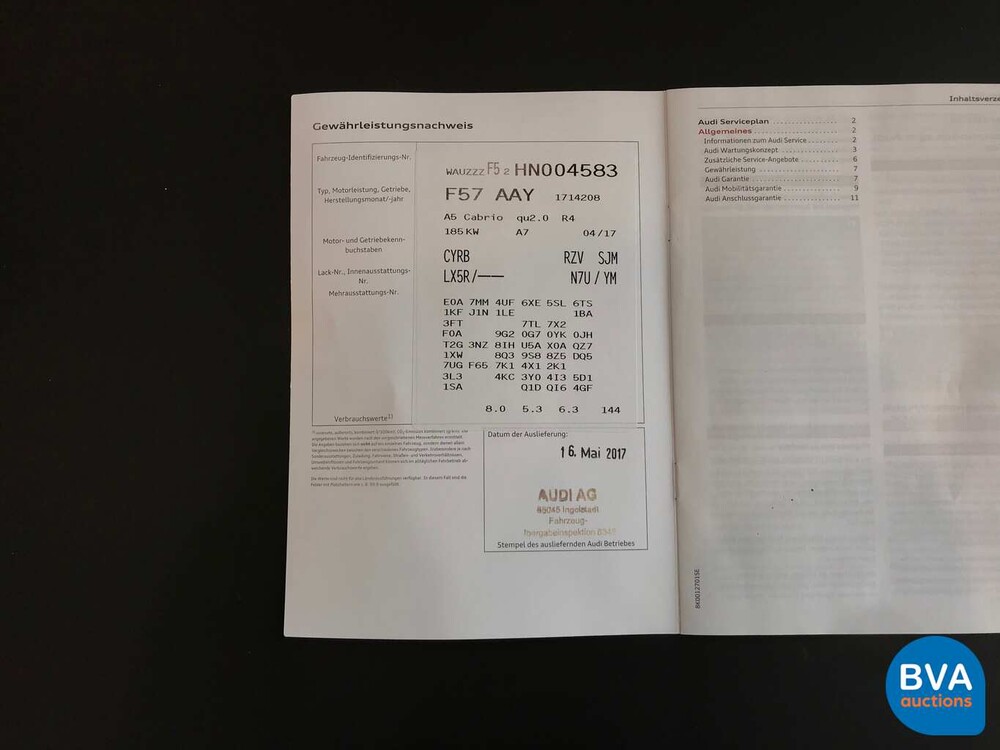 Gewährleistungsnachweis
Fahrzeug-Identifizierungs-Nr.
WAUZZZ F5 2 HN004583
Typ, Motorleistung, Getriebe,
Herstellungsmonat/-jahr
F57 AAY 1714208
A5 Cabrio qu2.0 R4
185 KW A7 04/17
Motor- und Getriebekenn-
buchstaben
CYRB RZV SJM
Lack-Nr., Innenausstattungs-
Nr.
LX5R/—— N7U / YM
Mehrausstattungs-Nr.
E0A 7MM 4UF 6XE 5SL 6TS
1KF J1N 1LE 1BA
3FT 7TL 7X2
F0A 9G2 0G7 0YK 0JH
T2G 3NZ 8IH U5A X0A QZ7
1XW 8Q3 9S8 8Z5 DQ5
7UG F65 7K1 4X1 2K1
3L3 4KC 3Y0 4I3 5D1
1SA Q1D QI6 4GF
Verbrauchswerte1)
8.0 5.3 6.3 144
Datum der Auslieferung:
16. Mai 2017
AUDI AG
85045 Ingolstadt
Fahrzeug-
Stempel des ausliefernden Audi Betriebes
Audi Serviceplan 2
Allgemeines 2
Informationen zum Audi Service 2
Audi Wartungskonzept 3
Zusätzliche Service-Angebote 6
Gewährleistung 7
Audi Garantie 7
Audi Mobilitätsgarantie 9
Audi Anschlussgarantie 11
BVA
auctions